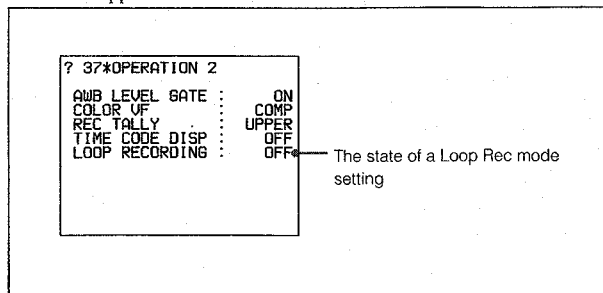 ? 37*OPERATION 2
AWB LEVEL GATE : ON
COLOR VF : COMP
REC TALLY : UPPER
TIME CODE DISP : OFF
LOOP RECORDING : OFF
The state of a Loop Rec mode
setting